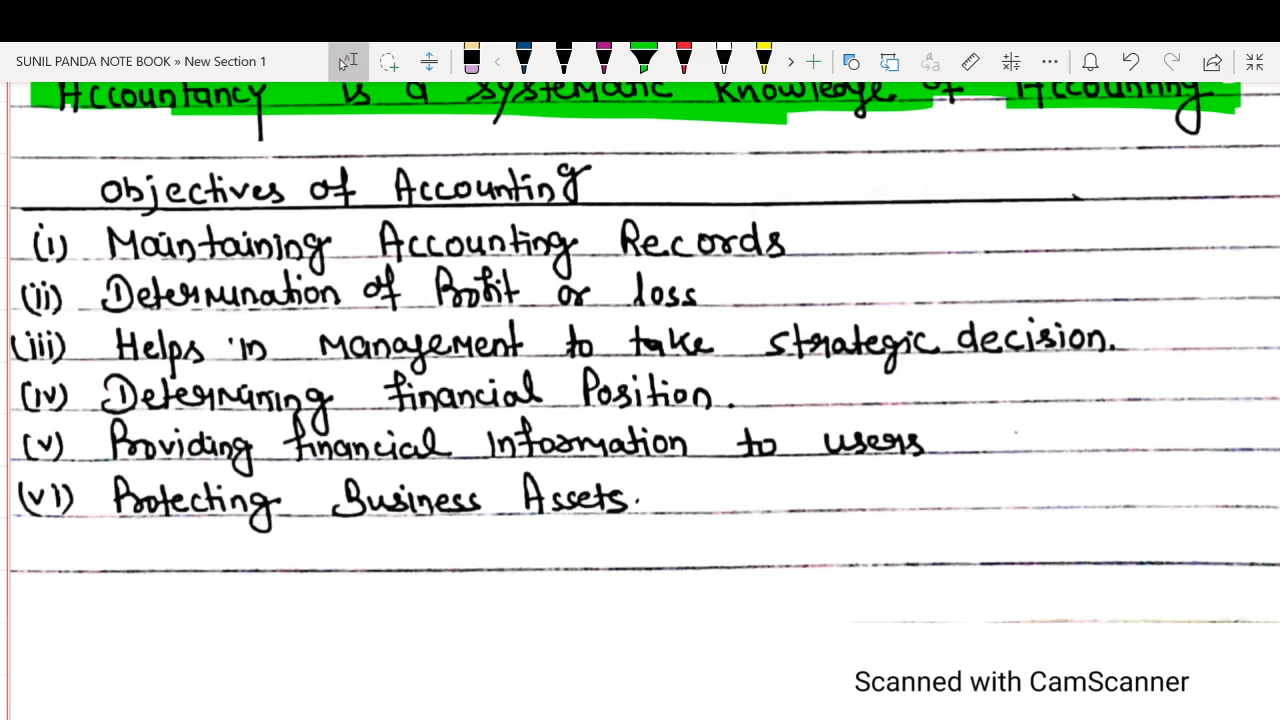 SUNIL PANDA NOTE BOOK » New Section 1
Accountancy is a systematic knowledge of Accounting
Objectives of Accounting
(i) Maintaining Accounting Records
(ii) Determination of Profit or loss
(iii) Helps in management to take strategic decision.
(iv) Determining financial Position.
(v) Providing financial Information to users
(vi) Protecting Business Assets.
Scanned with CamScanner